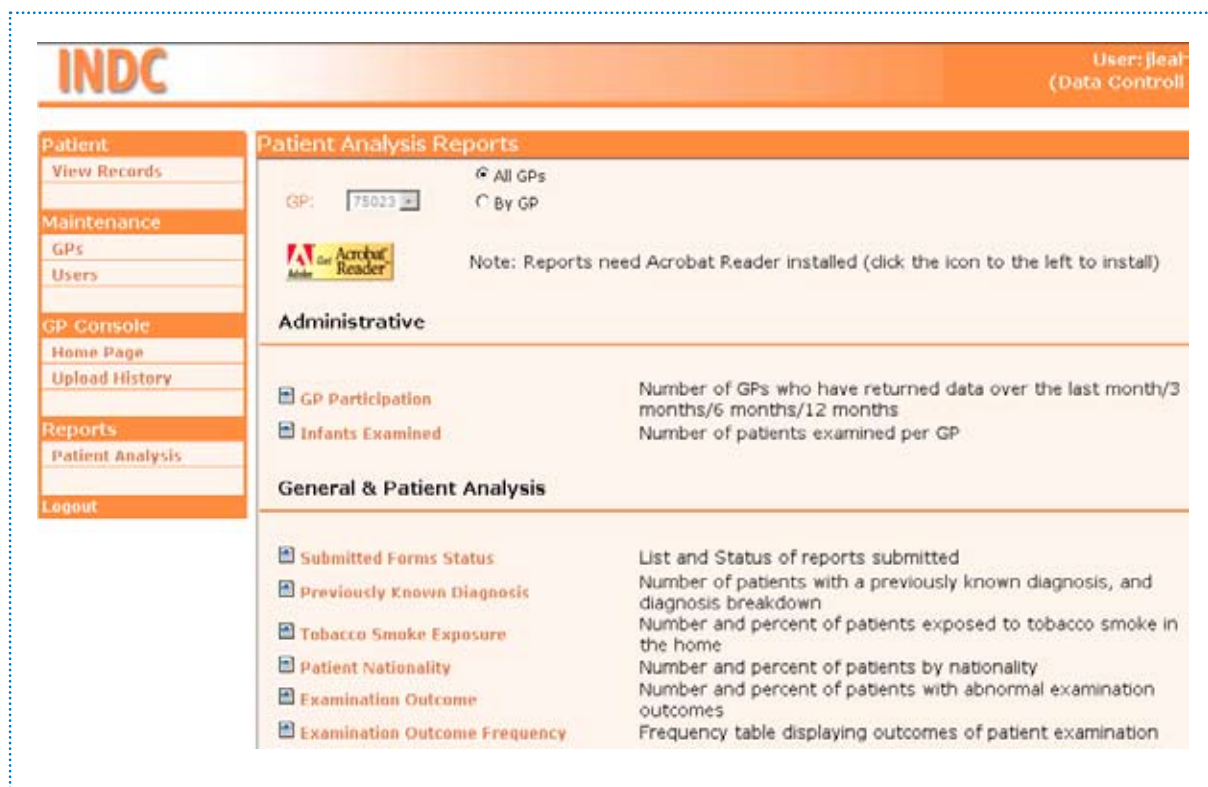 INDC
User: jleal
(Data Controll
Patient
View Records
Maintenance
GPs
Users
GP Console
Home Page
Upload History
Reports
Patient Analysis
Logout
Patient Analysis Reports
GP: 75023
All GPs
By GP
Adobe Get Acrobat Reader
Note: Reports need Acrobat Reader installed (click the icon to the left to install)
Administrative
GP Participation Number of GPs who have returned data over the last month/3
months/6 months/12 months
Infants Examined Number of patients examined per GP
General & Patient Analysis
Submitted Forms Status List and Status of reports submitted
Previously Known Diagnosis Number of patients with a previously known diagnosis, and
diagnosis breakdown
Tobacco Smoke Exposure Number and percent of patients exposed to tobacco smoke in
the home
Patient Nationality Number and percent of patients by nationality
Examination Outcome Number and percent of patients with abnormal examination
outcomes
Examination Outcome Frequency Frequency table displaying outcomes of patient examination